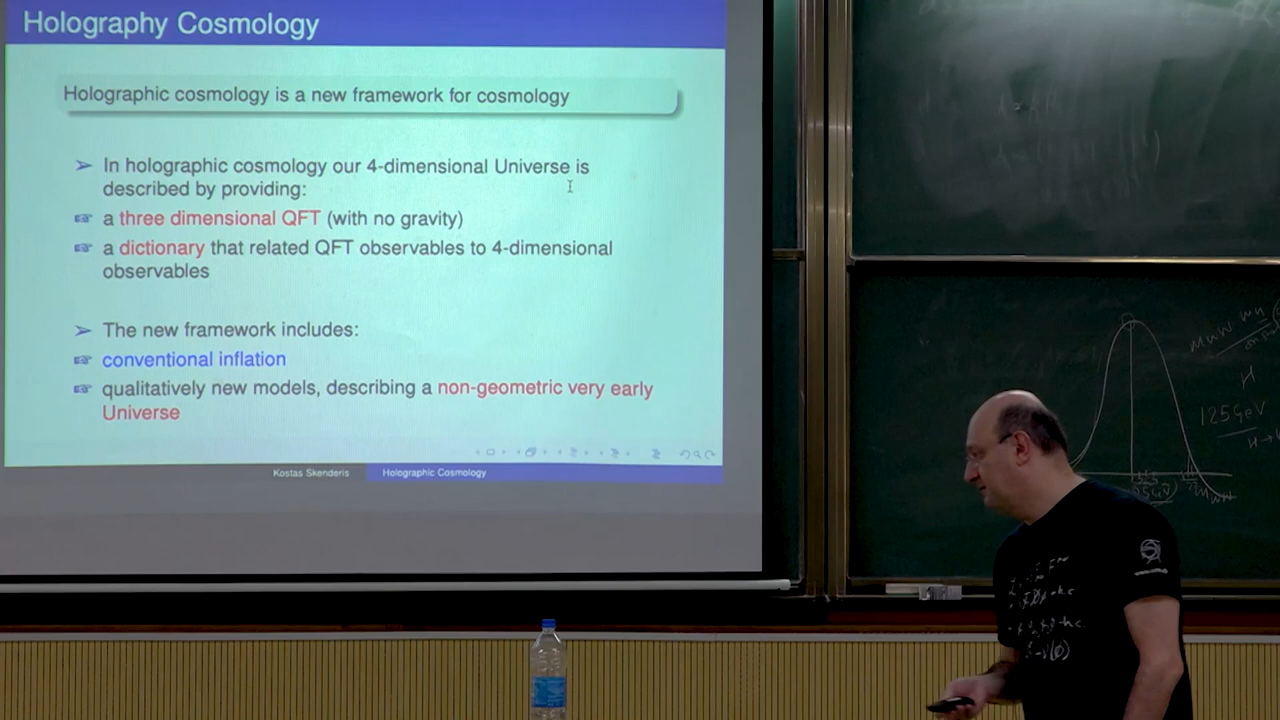 Holography Cosmology
Holographic cosmology is a new framework for cosmology
In holographic cosmology our 4-dimensional Universe is
described by providing:
a three dimensional QFT (with no gravity)
a dictionary that related QFT observables to 4-dimensional
observables
The new framework includes:
conventional inflation
qualitatively new models, describing a non-geometric very early
Universe
Kostas Skenderis Holographic Cosmology
H
125 GeV